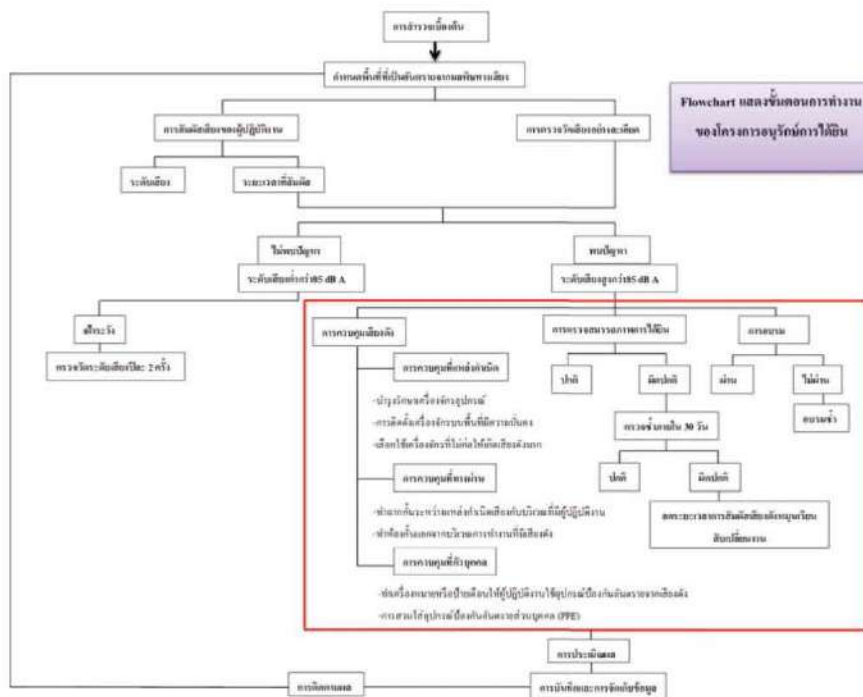 การสำรวจเบื้องต้น
กำหนดพื้นที่ที่เป็นอันตรายจากมลพิษทางเสียง
Flowchart แสดงขั้นตอนการทำงาน
ของโครงการอนุรักษ์การได้ยิน
การสัมผัสเสียงของผู้ปฏิบัติงาน
การตรวจวัดเสียงอย่างละเอียด
ระดับเสียง
ระยะเวลาที่สัมผัส
ไม่พบปัญหา
พบปัญหา
ระดับเสียงต่ำกว่า85 dB A
ระดับเสียงสูงกว่า85 dB A
เฝ้าระวัง
ตรวจวัดระดับเสียงปีละ 2 ครั้ง
การควบคุมเสียงดัง
การตรวจสมรรถภาพการได้ยิน
การอบรม
การควบคุมที่แหล่งกำเนิด
ปกติ
ผิดปกติ
ผ่าน
ไม่ผ่าน
-บำรุงรักษาเครื่องจักรอุปกรณ์
-การติดตั้งเครื่องจักรบนพื้นที่มีความมั่นคง
-เลือกใช้เครื่องจักรที่ไม่ก่อให้เกิดเสียงดังมาก
ตรวจซ้ำภายใน 30 วัน
อบรมซ้ำ
การควบคุมที่ทางผ่าน
ปกติ
ผิดปกติ
-ทำฉากกั้นระหว่างแหล่งกำเนิดเสียงกับบริเวณที่มีผู้ปฏิบัติงาน
-ทำห้องกั้นแยกจากบริเวณการทำงานที่มีเสียงดัง
ลดระยะเวลาการสัมผัสเสียงดังหมุนเวียน
สับเปลี่ยนงาน
การควบคุมที่ตัวบุคคล
-ทำเครื่องหมายหรือป้ายเตือนให้ผู้ปฏิบัติงานใช้อุปกรณ์ป้องกันอันตรายจากเสียงดัง
-การสวมใส่อุปกรณ์ป้องกันอันตรายส่วนบุคคล (PPE)
การประเมินผล
การติดตามผล
การบันทึกและการจัดเก็บข้อมูล